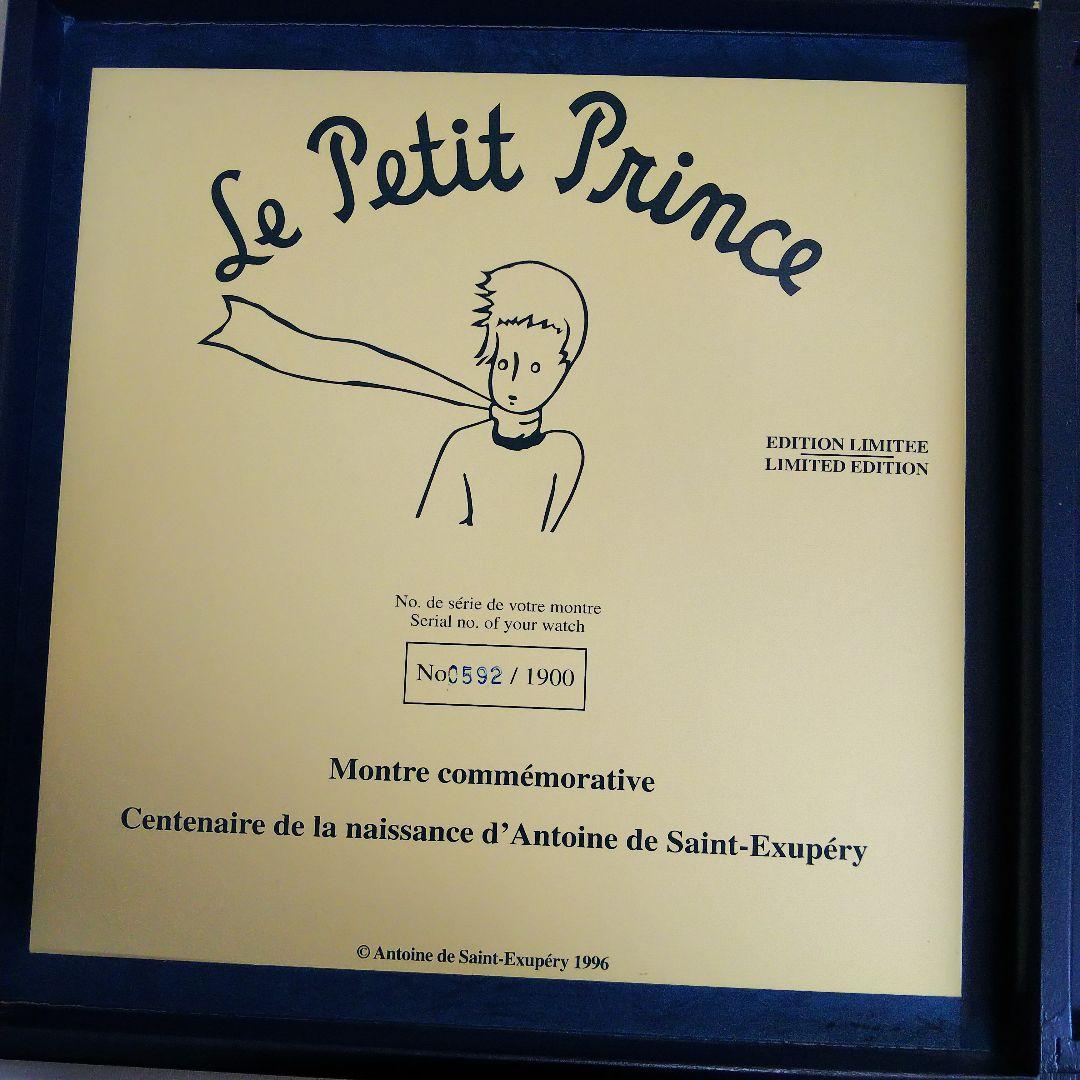 Le Petit Prince
EDITION LIMITEE
LIMITED EDITION
No. de série de votre montre
Serial no. of your watch
No0592 / 1900
Montre commémorative
Centenaire de la naissance d'Antoine de Saint-Exupéry
© Antoine de Saint-Exupéry 1996